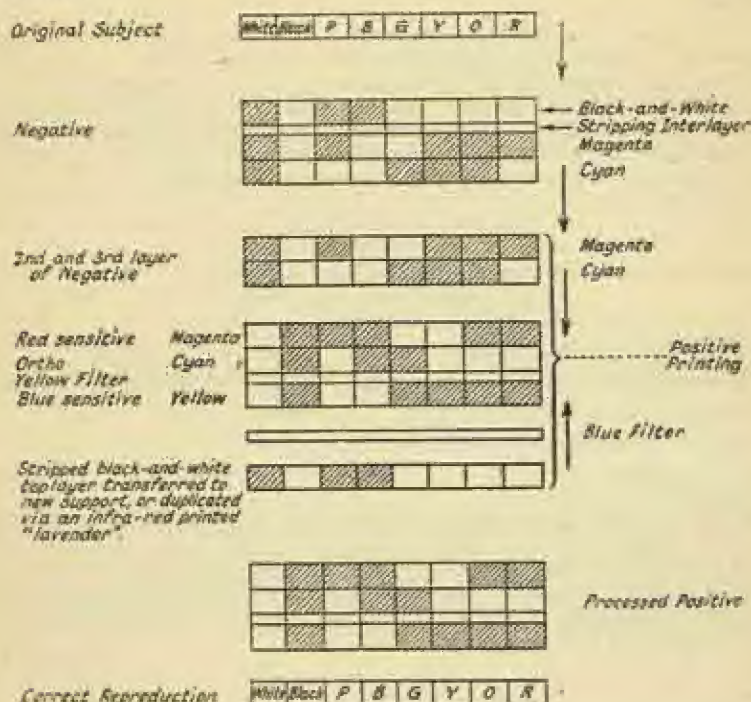 Original Subject
White Black P B G Y O R
Negative
Black-and-White
Stripping Interlayer
Magenta
Cyan
2nd and 3rd layer
of Negative
Magenta
Cyan
Red sensitive Magenta
Ortho Cyan
Yellow Filter
Blue sensitive Yellow
Positive
Printing
Blue Filter
Stripped black-and-white
toplayer transferred to
new support, or duplicated
via an infra-red printed
"lavender".
Processed Positive
Correct Reproduction
White Black P B G Y O R